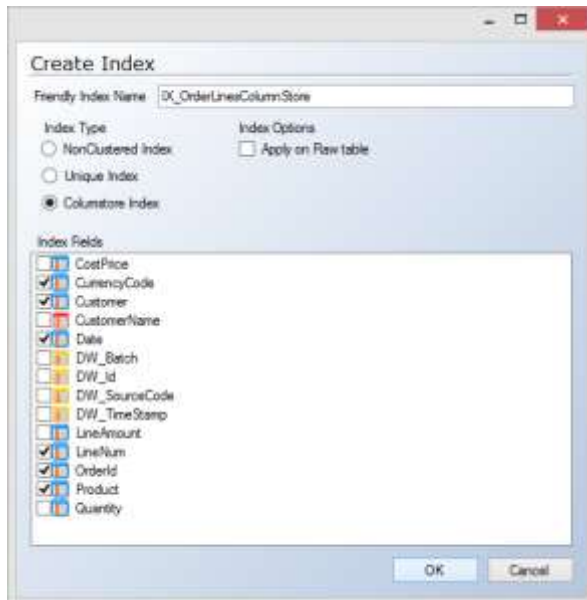 Create Index
Friendly Index Name IX_OrderLinesColumnStore
Index Type Index Options
NonClustered Index Apply on Raw table
Unique Index
Columstore Index
Index Fields
CostPrice
CurrencyCode
Customer
CustomerName
Date
DW_Batch
DW_Id
DW_SourceCode
DW_TimeStamp
LineAmount
LineNum
OrderId
Product
Quantity
OK Cancel